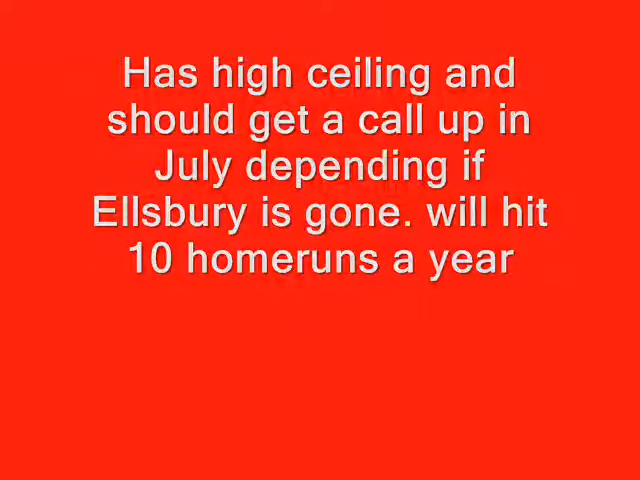 Has high ceiling and
should get a call up in
July depending if
Ellsbury is gone. will hit
10 homeruns a year